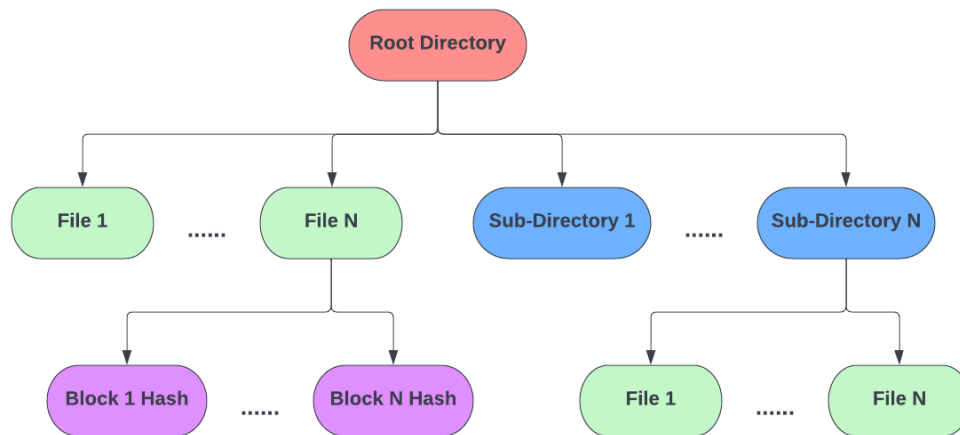 Root Directory
File 1
......
File N
Sub-Directory 1
......
Sub-Directory N
Block 1 Hash
......
Block N Hash
File 1
......
File N